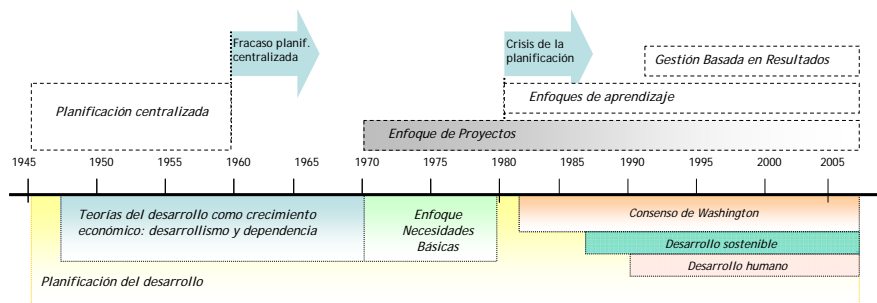 Fracaso planif.
centralizada
Crisis de la
planificación
Gestión Basada en Resultados
Planificación centralizada
Enfoques de aprendizaje
Enfoque de Proyectos
1945 1950 1955 1960 1965 1970 1975 1980 1985 1990 1995 2000 2005
Teorías del desarrollo como crecimiento
económico: desarrollismo y dependencia
Enfoque
Necesidades
Básicas
Consenso de Washington
Desarrollo sostenible
Desarrollo humano
Planificación del desarrollo